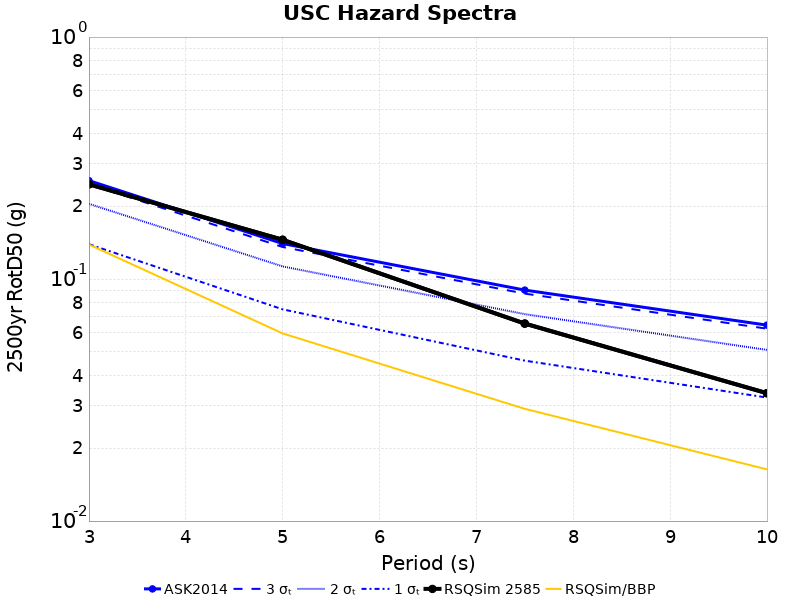 USC Hazard Spectra
10^0
8
6
4
3
2
10^-1
8
6
4
3
2
10^-2
2500yr RotD50 (g)
3 4 5 6 7 8 9 10
Period (s)
ASK2014 3 σₜ 2 σₜ 1 σₜ RSQSim 2585 RSQSim/BBP